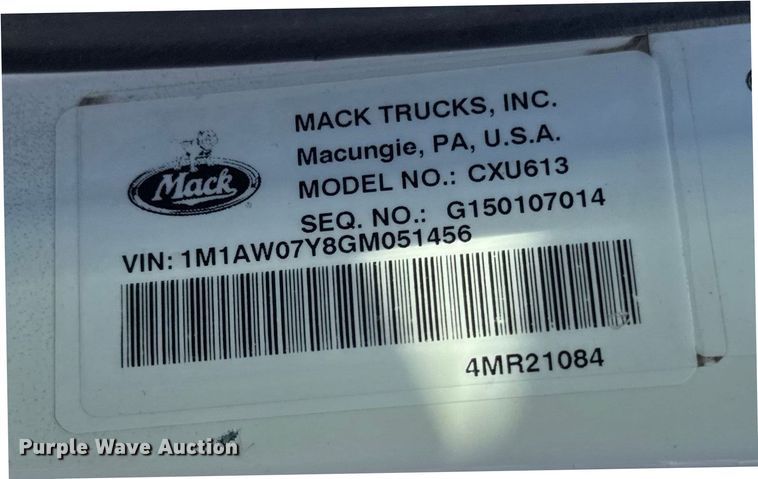 MACK TRUCKS, INC.
Macungie, PA, U.S.A.
Mack
MODEL NO.: CXU613
SEQ. NO.: G150107014
VIN: 1M1AW07Y8GM051456
4MR21084
Purple Wave Auction